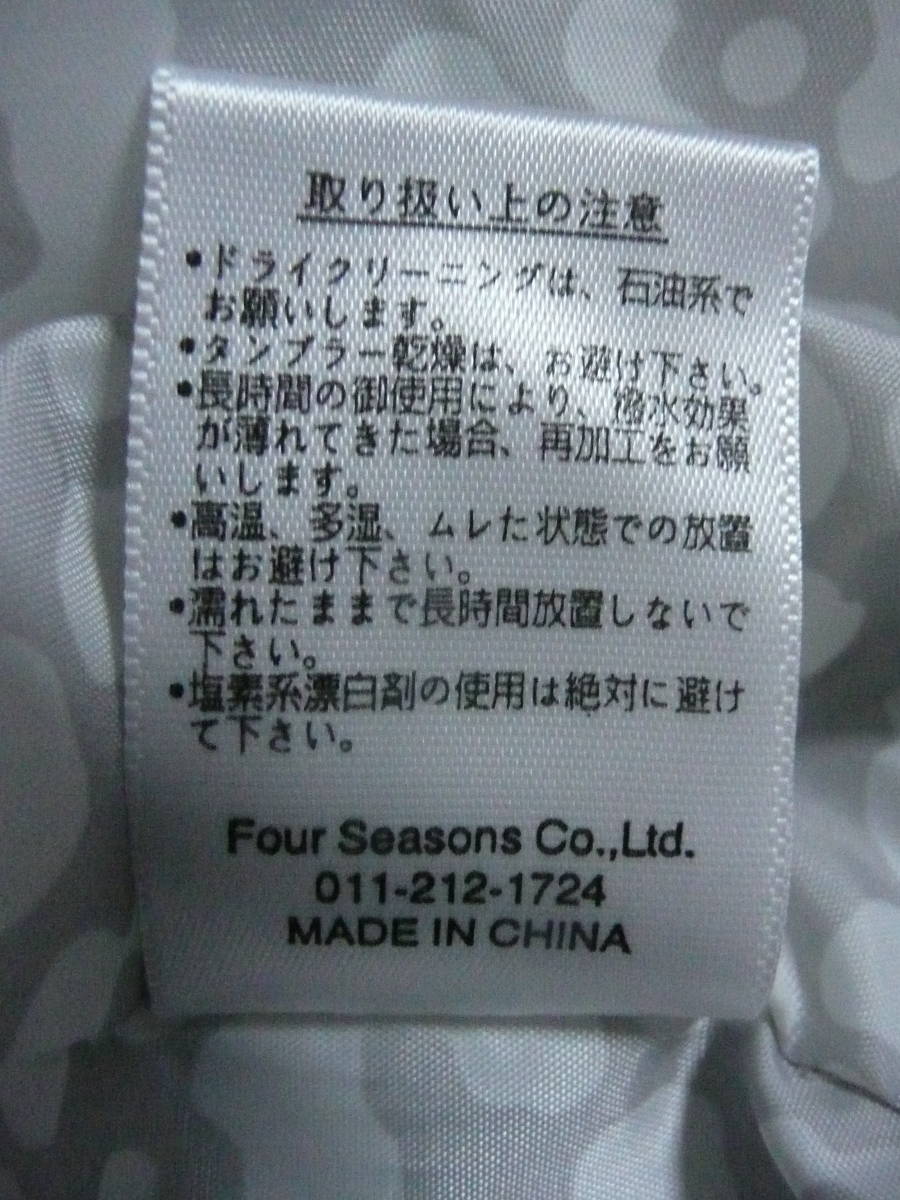 取り扱い上の注意
•ドライクリーニングは、石油系で
お願いします。
•タンブラー乾燥は、お避け下さい。
•長時間の御使用により、撥水効果
が薄れてきた場合、再加工をお願
いします。
•高温、多湿、ムレた状態での放置
はお避け下さい。
•濡れたままで長時間放置しないで
下さい。
•塩素系漂白剤の使用は絶対に避け
て下さい。
Four Seasons Co.,Ltd.
011-212-1724
MADE IN CHINA